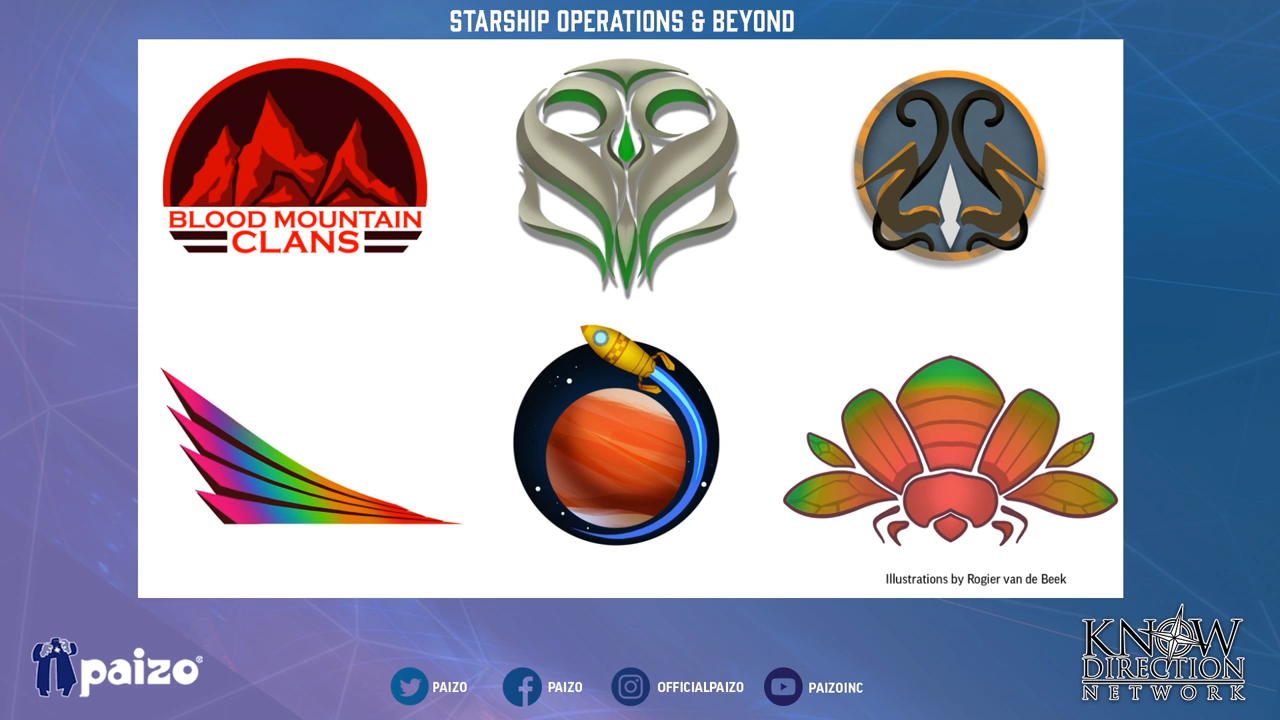 STARSHIP OPERATIONS & BEYOND
BLOOD MOUNTAIN
CLANS
Illustrations by Rogier van de Beek
paizo®
PAIZO
PAIZO
OFFICIALPAIZO
PAIZOINC
KNOW
DIRECTION
NETWORK